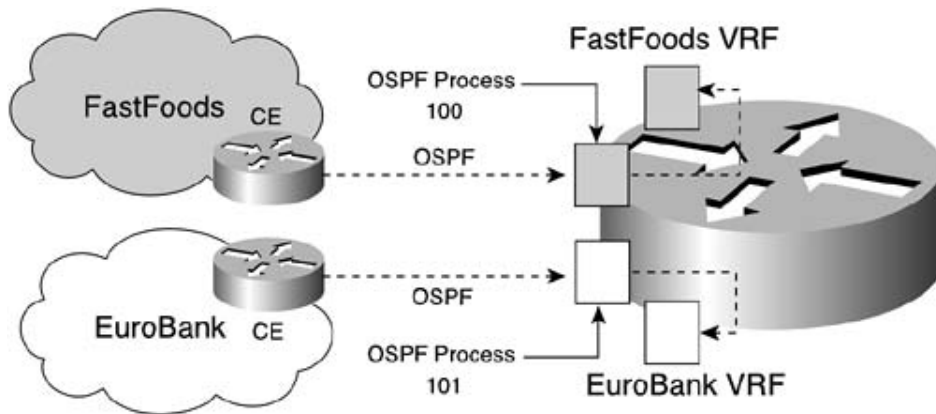 FastFoods VRF
OSPF Process
100
FastFoods
CE
OSPF
OSPF
EuroBank
CE
OSPF Process
101
EuroBank VRF